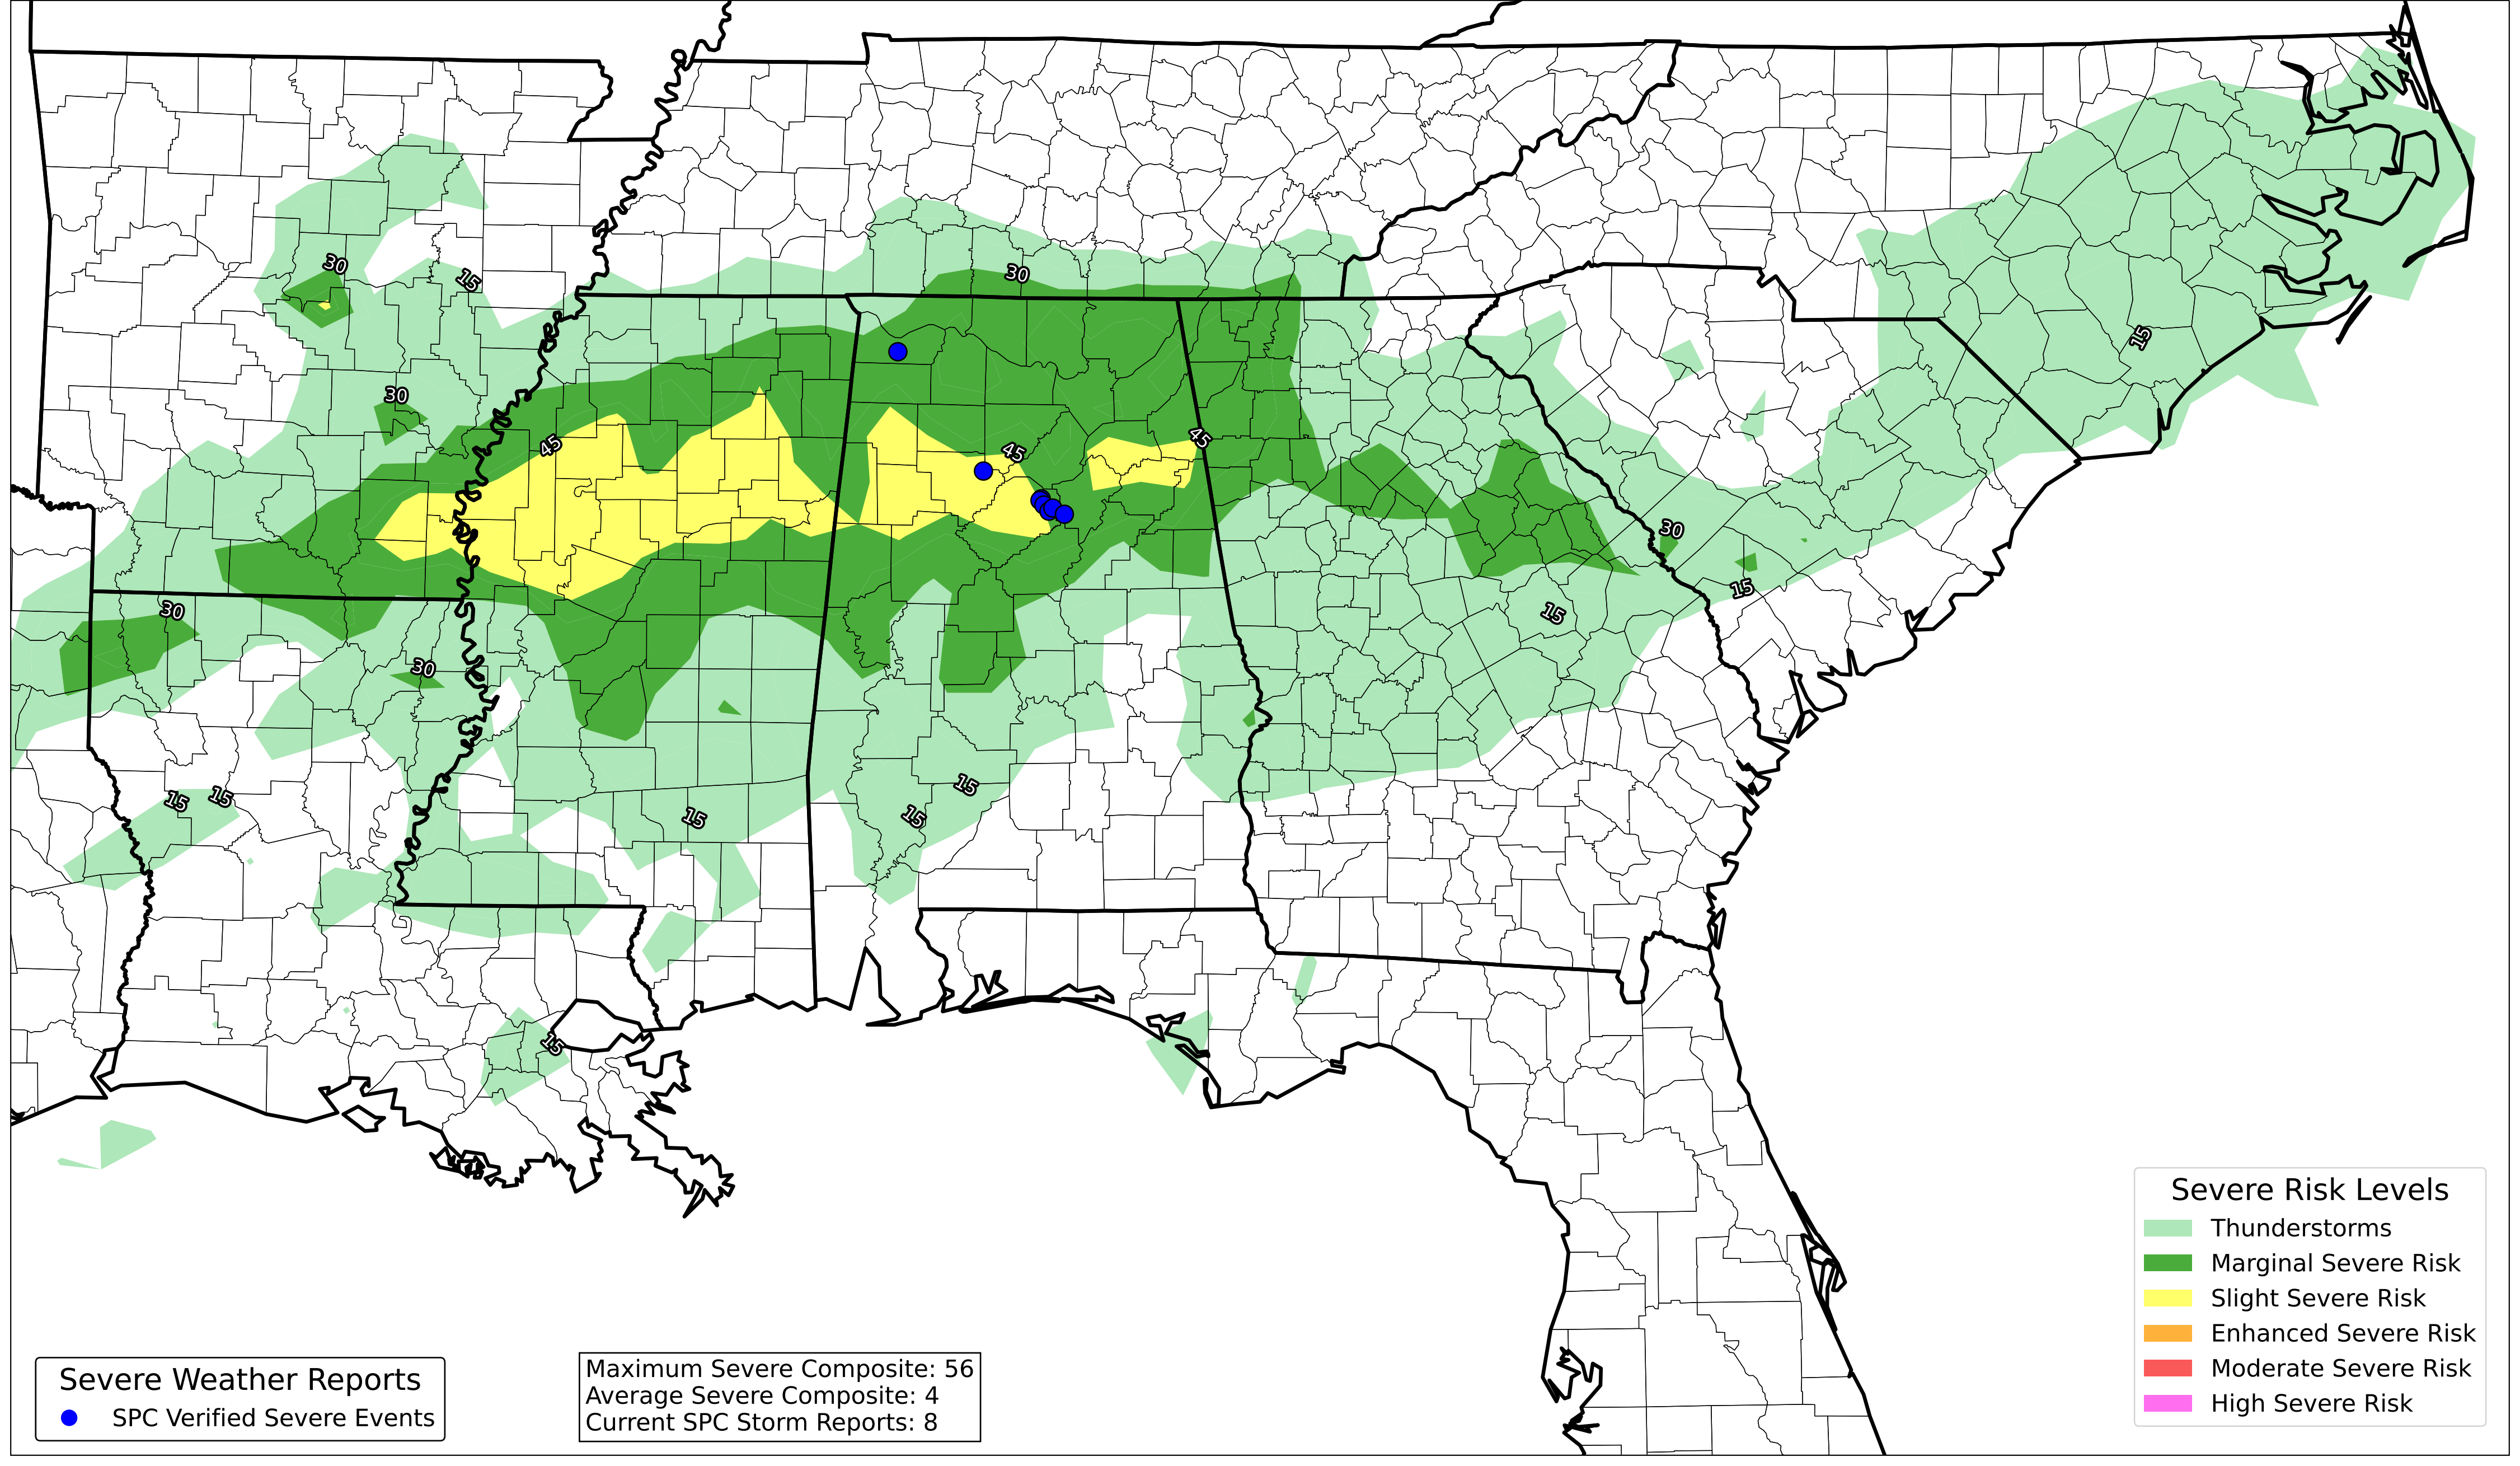 30
15
30
30
45
45
45
15
30
30
15
15
30
15
15
15
15
15
15
Severe Risk Levels
Thunderstorms
Marginal Severe Risk
Slight Severe Risk
Enhanced Severe Risk
Moderate Severe Risk
High Severe Risk
Severe Weather Reports
SPC Verified Severe Events
Maximum Severe Composite: 56
Average Severe Composite: 4
Current SPC Storm Reports: 8